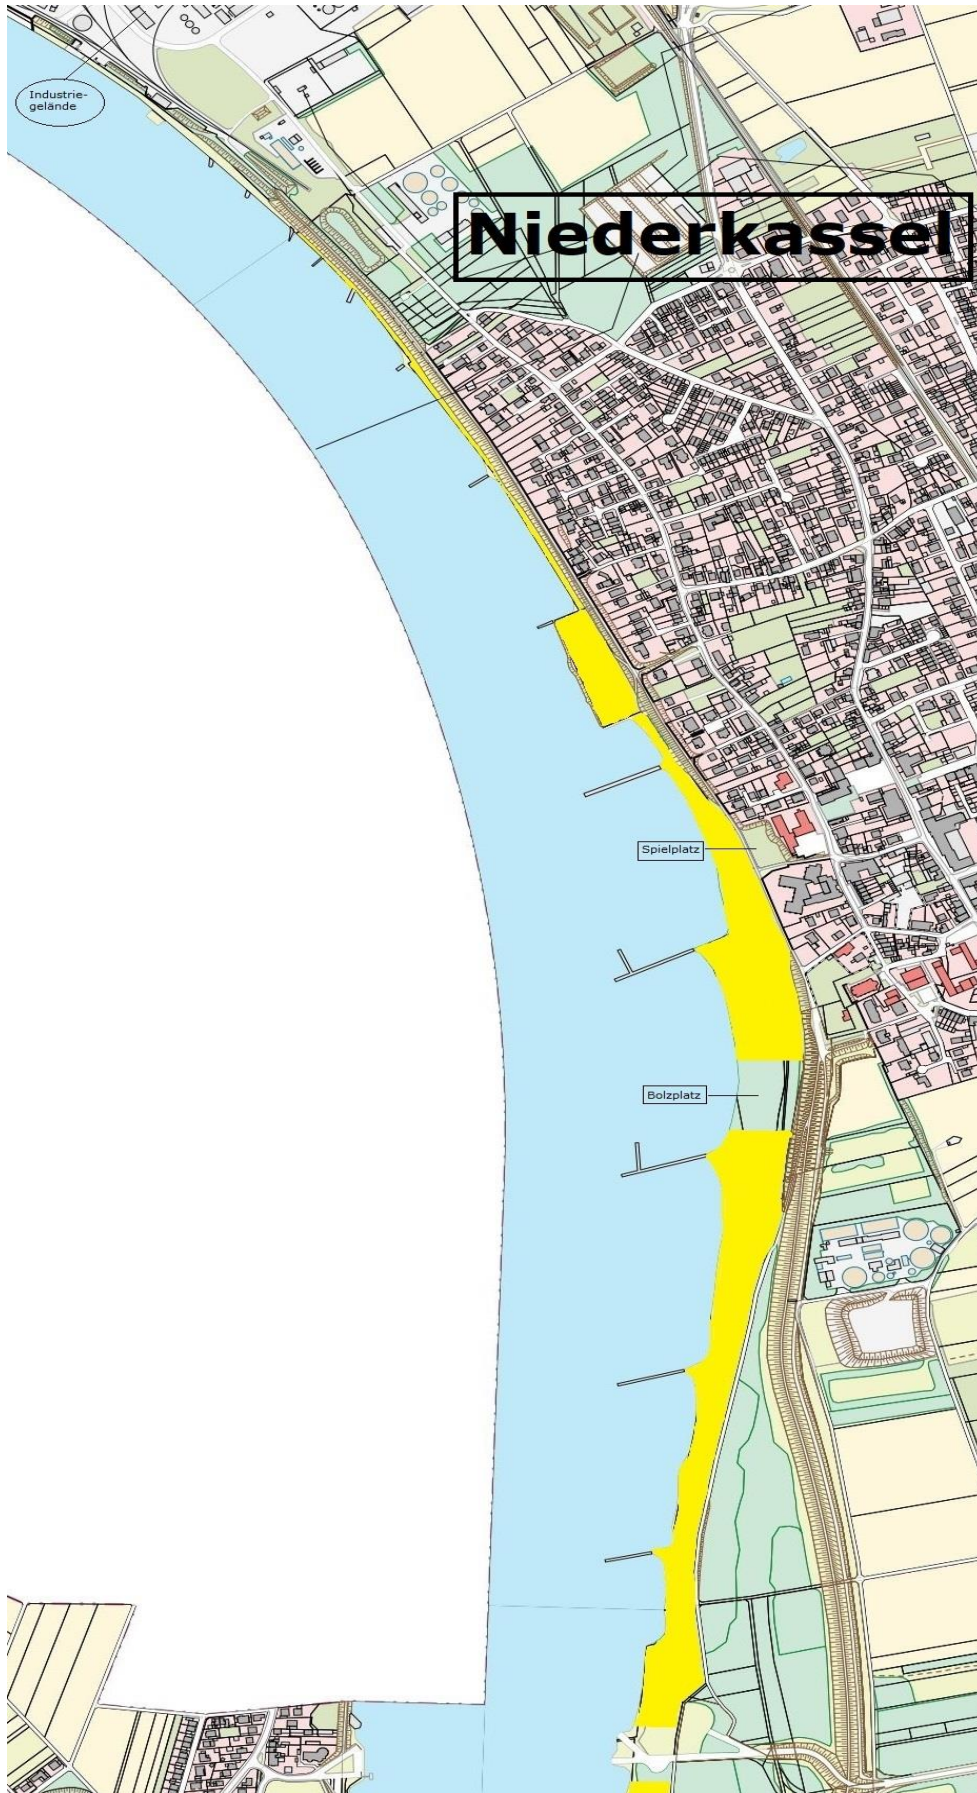 Industrie-
gelände
Niederkassel
Spielplatz
Bolzplatz